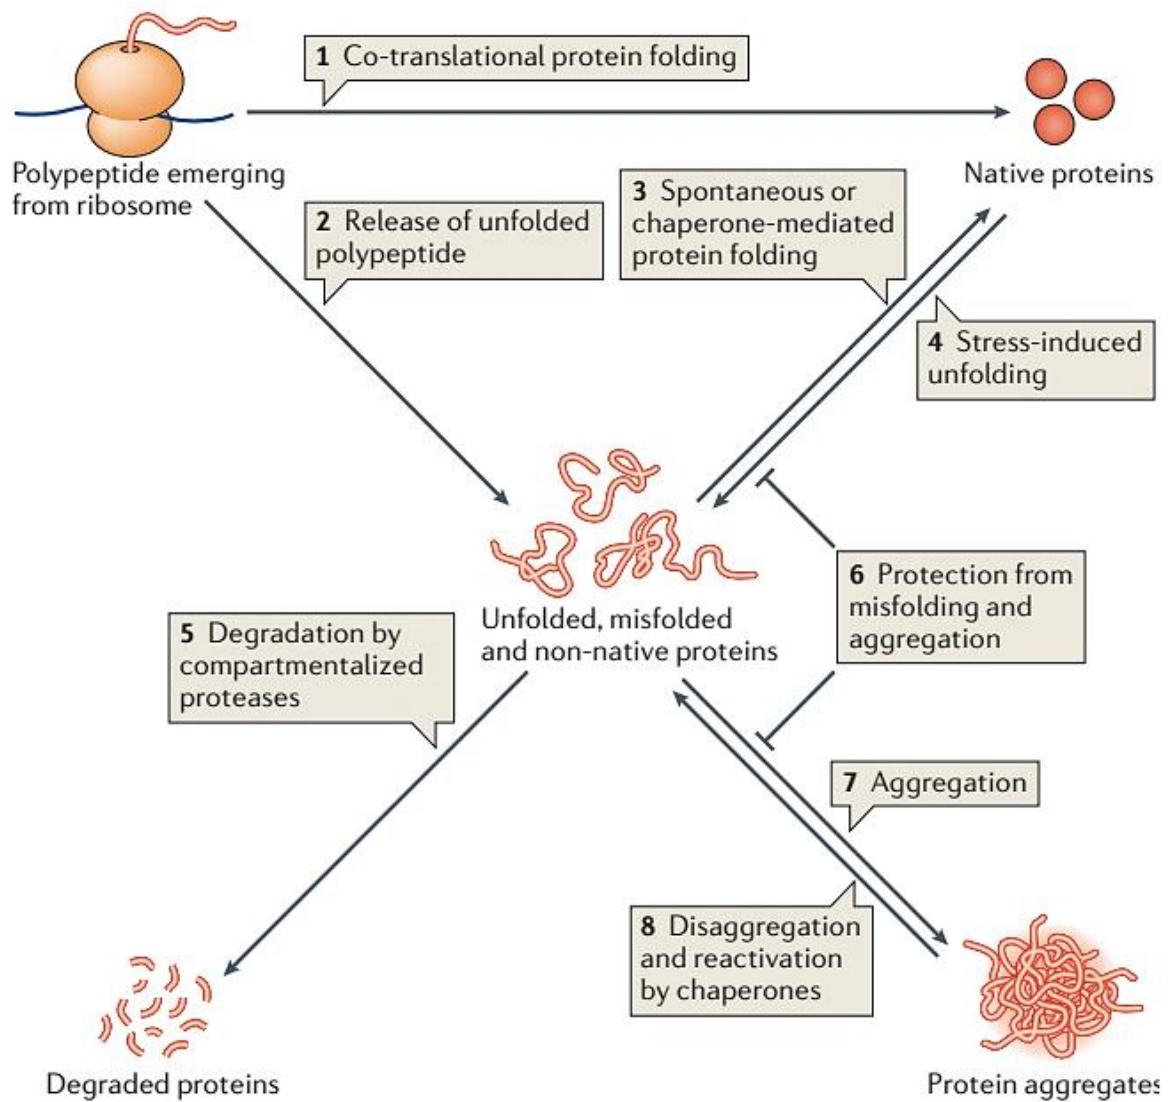 1 Co-translational protein folding
Polypeptide emerging
from ribosome
Native proteins
2 Release of unfolded
polypeptide
3 Spontaneous or
chaperone-mediated
protein folding
4 Stress-induced
unfolding
Unfolded, misfolded
and non-native proteins
5 Degradation by
compartmentalized
proteases
6 Protection from
misfolding and
aggregation
7 Aggregation
8 Disaggregation
and reactivation
by chaperones
Degraded proteins
Protein aggregates